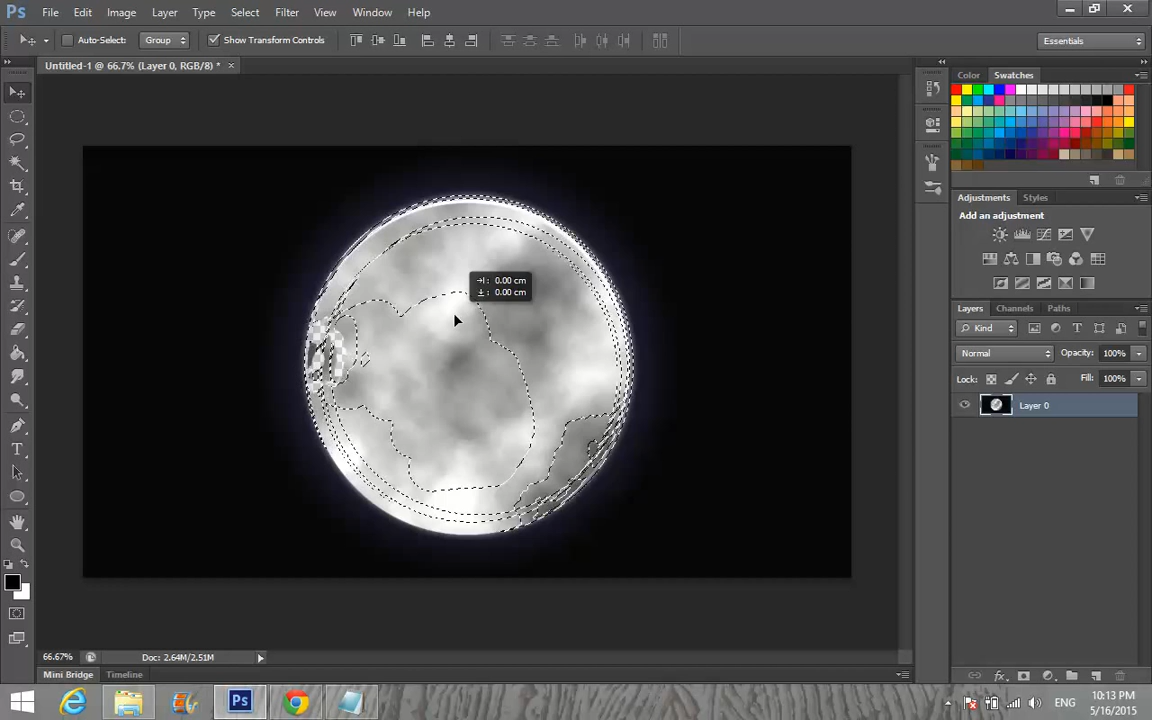 Ps File Edit Image Layer Type Select Filter View Window Help
Auto-Select: Group Show Transform Controls Essentials
Untitled-1 @ 66.7% (Layer 0, RGB/8) * ×
Color Swatches
Adjustments Styles
Add an adjustment
: 0.00 cm
: 0.00 cm
Layers Channels Paths
Kind
Normal Opacity: 100%
Lock: Fill: 100%
Layer 0
T
66.67% Doc: 2.64M/2.51M
fx
Mini Bridge Timeline
Ps ENG 10:13 PM
5/16/2015